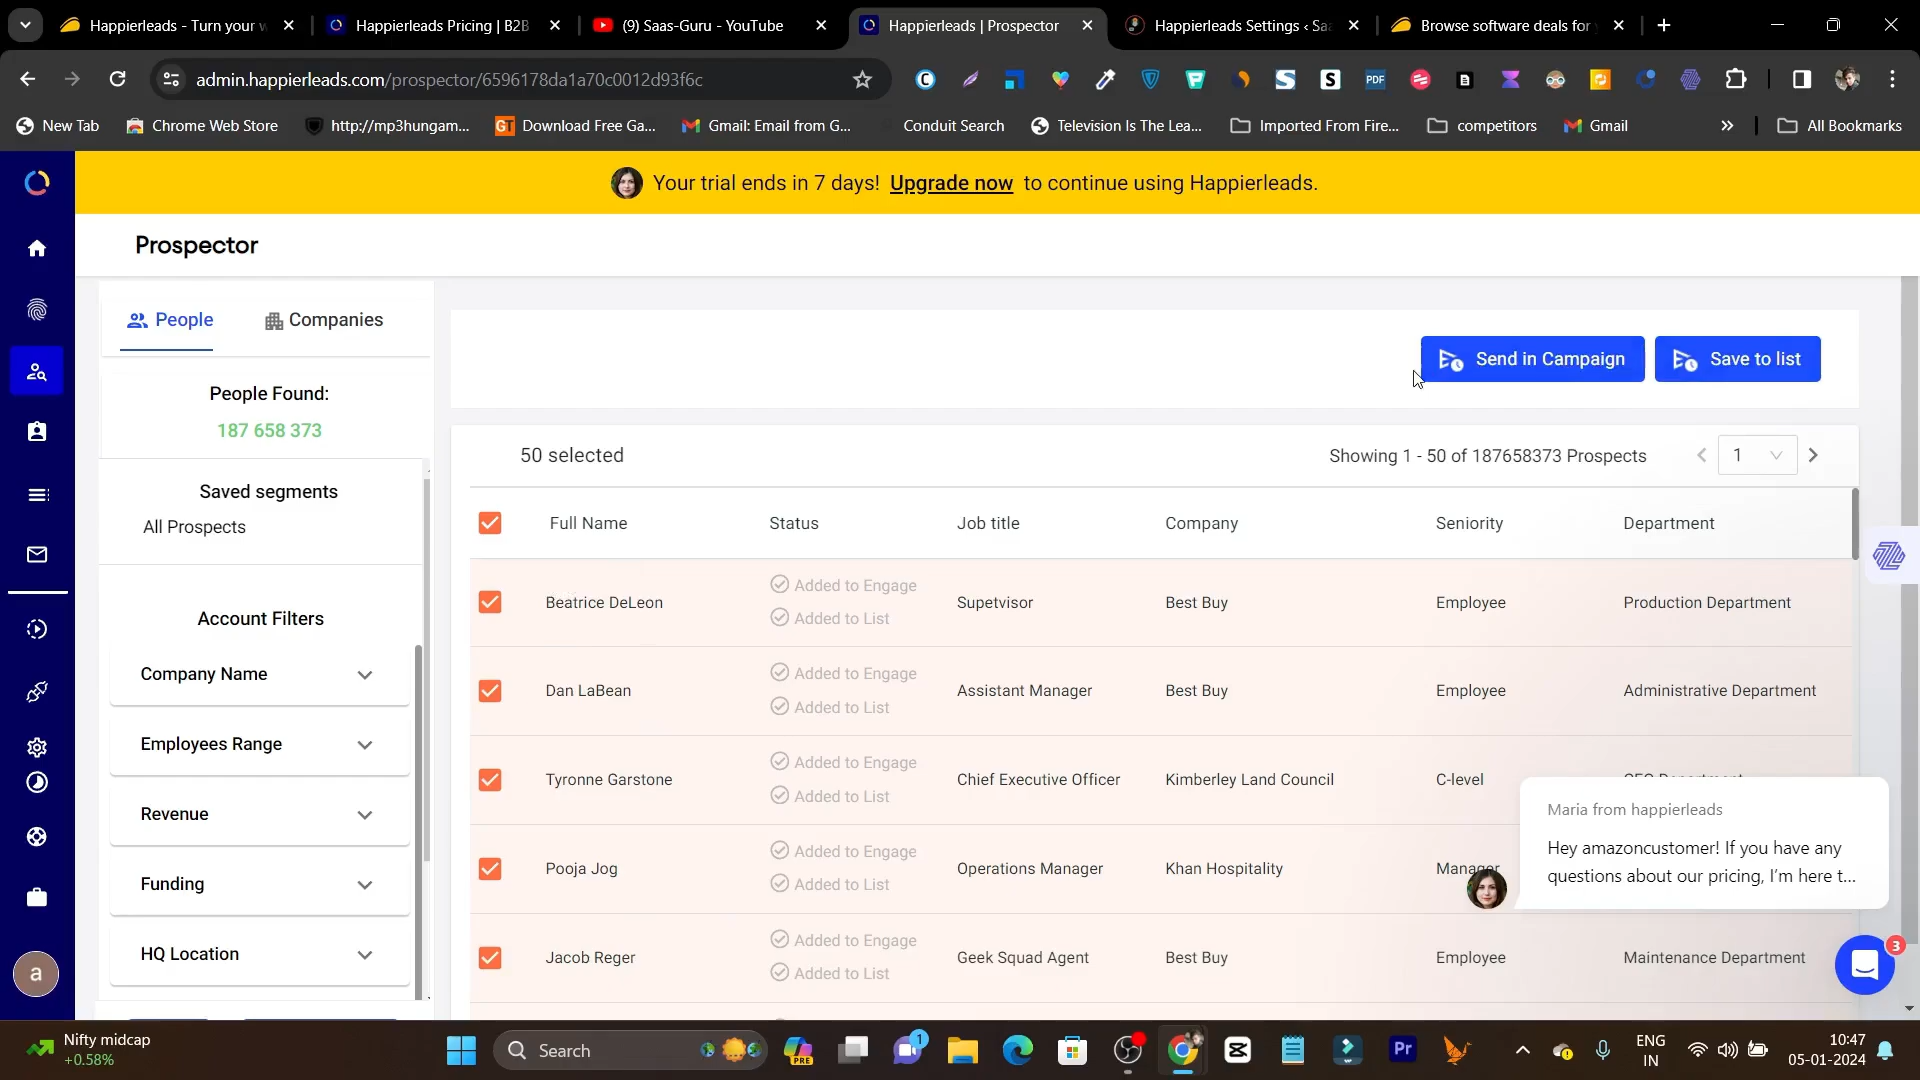 Happierleads - Turn your w
Happierleads Pricing | B2B
(9) Saas-Guru - YouTube
Happierleads | Prospector
Happierleads Settings ‹ Saa
Browse software deals for y
admin.happierleads.com/prospector/6596178da1a70c0012d93f6c
PDF
New Tab
Chrome Web Store
http://mp3hungam...
GT
Download Free Ga...
Gmail: Email from G...
Conduit Search
Television Is The Lea...
Imported From Fire...
competitors
Gmail
All Bookmarks
Your trial ends in 7 days! Upgrade now to continue using Happierleads.
Prospector
People
Companies
People Found:
187 658 373
Saved segments
All Prospects
Account Filters
Company Name
Employees Range
Revenue
Funding
HQ Location
a
Send in Campaign
Save to list
50 selected
Showing 1 - 50 of 187658373 Prospects
1
Full Name
Status
Job title
Company
Seniority
Department
Beatrice DeLeon
Added to Engage
Added to List
Supetvisor
Best Buy
Employee
Production Department
Dan LaBean
Added to Engage
Added to List
Assistant Manager
Best Buy
Employee
Administrative Department
Tyronne Garstone
Added to Engage
Added to List
Chief Executive Officer
Kimberley Land Council
C-level
Pooja Jog
Added to Engage
Added to List
Operations Manager
Khan Hospitality
Manager
Jacob Reger
Added to Engage
Added to List
Geek Squad Agent
Best Buy
Employee
Maintenance Department
Maria from happierleads
Hey amazoncustomer! If you have any
questions about our pricing, I'm here t...
3
Nifty midcap
+0.58%
Search
PRE
1
Pr
ENG
IN
10:47
05-01-2024